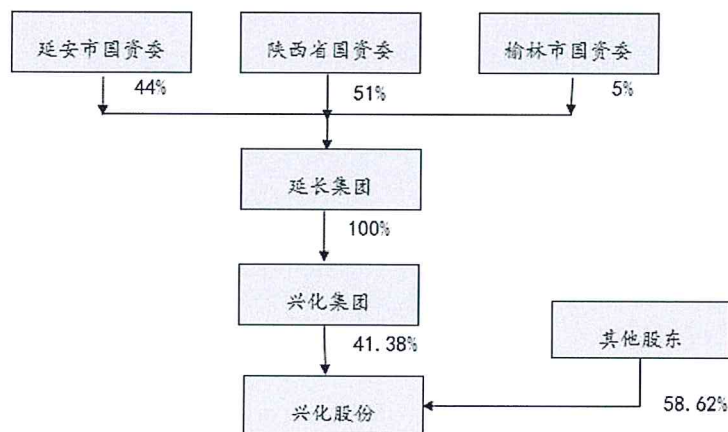 延安市国资委
陕西省国资委
榆林市国资委
44%
51%
5%
延长集团
100%
兴化集团
41.38%
其他股东
兴化股份
58.62%